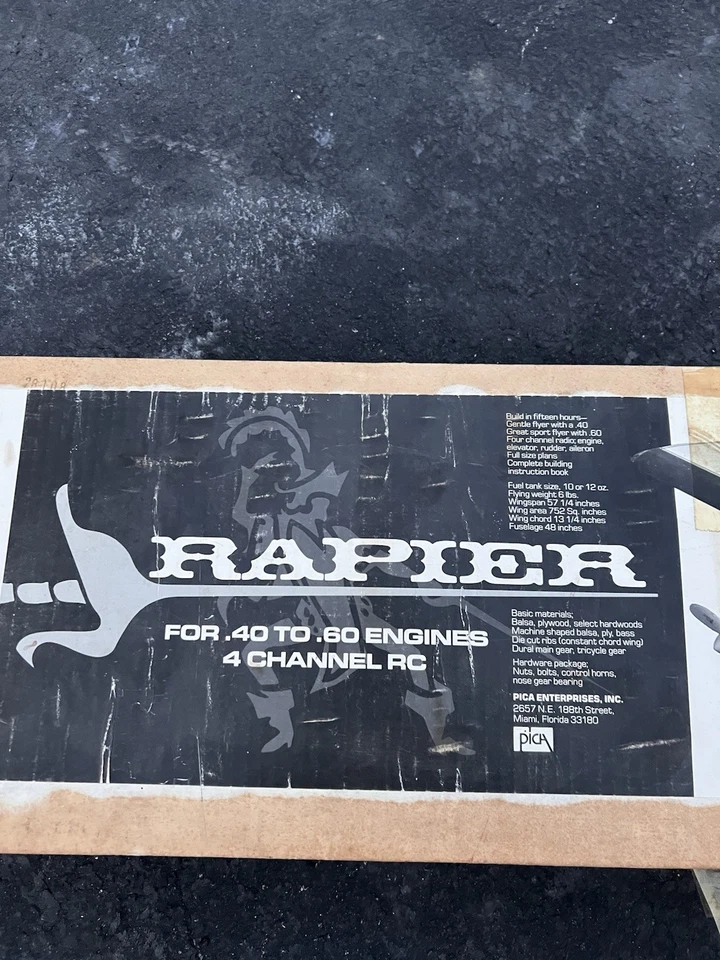 RAPIER
FOR .40 TO .60 ENGINES
4 CHANNEL RC
Build in fifteen hours—
Gentle flyer with a .40
Great sport flyer with .60
Four channel radio; engine,
elevator, rudder, aileron
Full size plans
Complete building
instruction book
Fuel tank size, 10 or 12 oz.
Flying weight 6 lbs.
Wingspan 57 1/4 inches
Wing area 752 Sq. inches
Wing chord 13 1/4 inches
Fuselage 48 inches
Basic materials;
Balsa, plywood, select hardwoods
Machine shaped balsa, ply, bass
Die cut ribs (constant chord wing)
Dural main gear, tricycle gear
Hardware package;
Nuts, bolts, control horns,
nose gear bearing
PICA ENTERPRISES, INC.
2657 N.E. 188th Street,
Miami, Florida 33180
pica